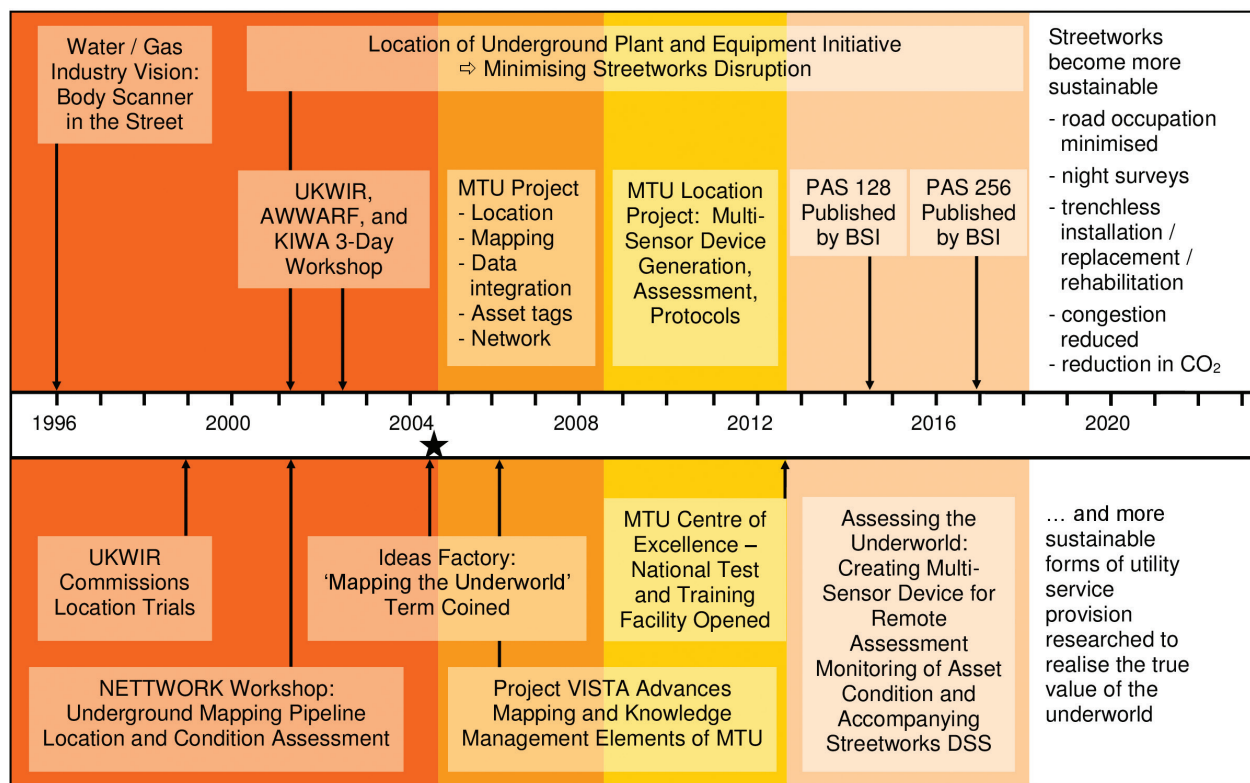 Water / Gas
Industry Vision:
Body Scanner
in the Street
Location of Underground Plant and Equipment Initiative
⇨ Minimising Streetworks Disruption
Streetworks
become more
sustainable
- road occupation
minimised
- night surveys
- trenchless
installation /
replacement /
rehabilitation
- congestion
reduced
- reduction in CO₂
UKWIR,
AWWARF, and
KIWA 3-Day
Workshop
MTU Project
- Location
- Mapping
- Data
integration
- Asset tags
- Network
MTU Location
Project: Multi-
Sensor Device
Generation,
Assessment,
Protocols
PAS 128
Published
by BSI
PAS 256
Published
by BSI
1996 2000 2004 2008 2012 2016 2020
UKWIR
Commissions
Location Trials
Ideas Factory:
‘Mapping the Underworld’
Term Coined
MTU Centre of
Excellence –
National Test
and Training
Facility Opened
Assessing the
Underworld:
Creating Multi-
Sensor Device for
Remote
Assessment
Monitoring of Asset
Condition and
Accompanying
Streetworks DSS
… and more
sustainable
forms of utility
service
provision
researched to
realise the true
value of the
underworld
NETTWORK Workshop:
Underground Mapping Pipeline
Location and Condition Assessment
Project VISTA Advances
Mapping and Knowledge
Management Elements of MTU